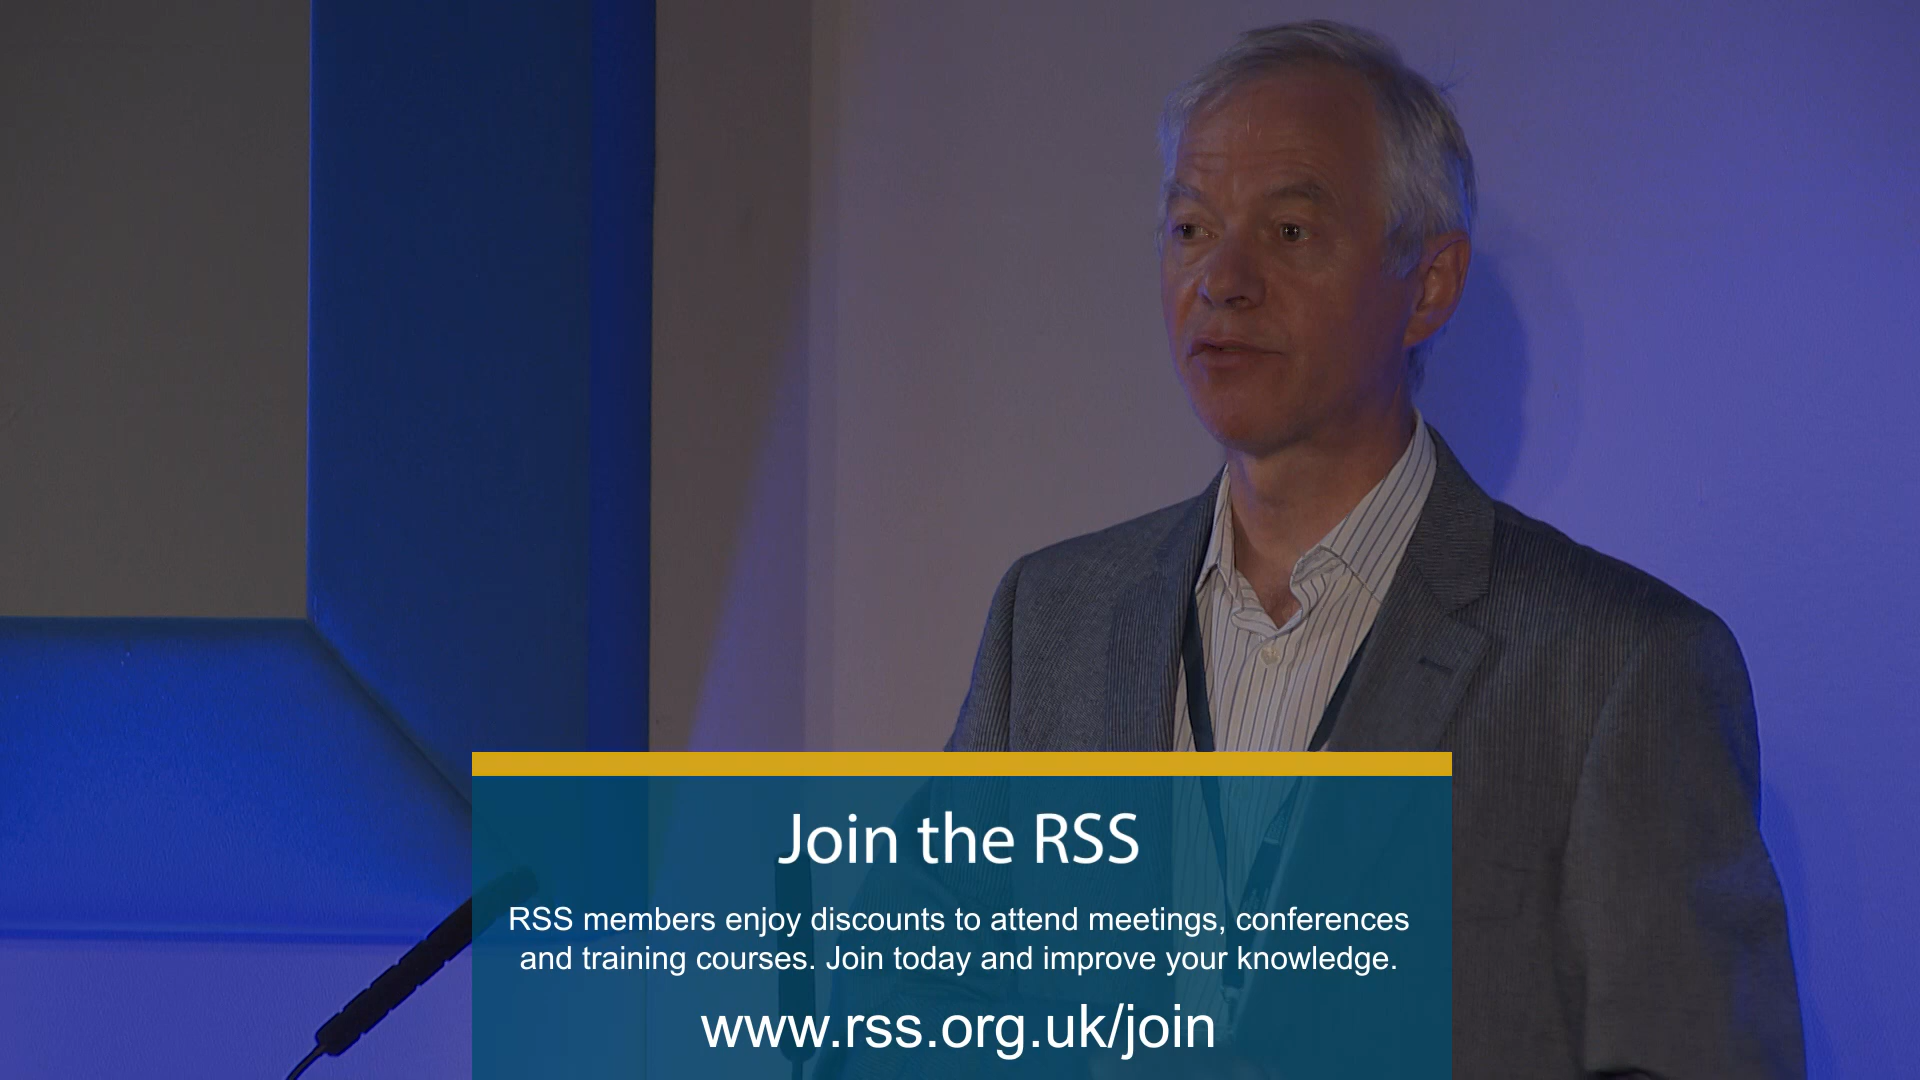 Join the RSS
RSS members enjoy discounts to attend meetings, conferences
and training courses. Join today and improve your knowledge.
www.rss.org.uk/join